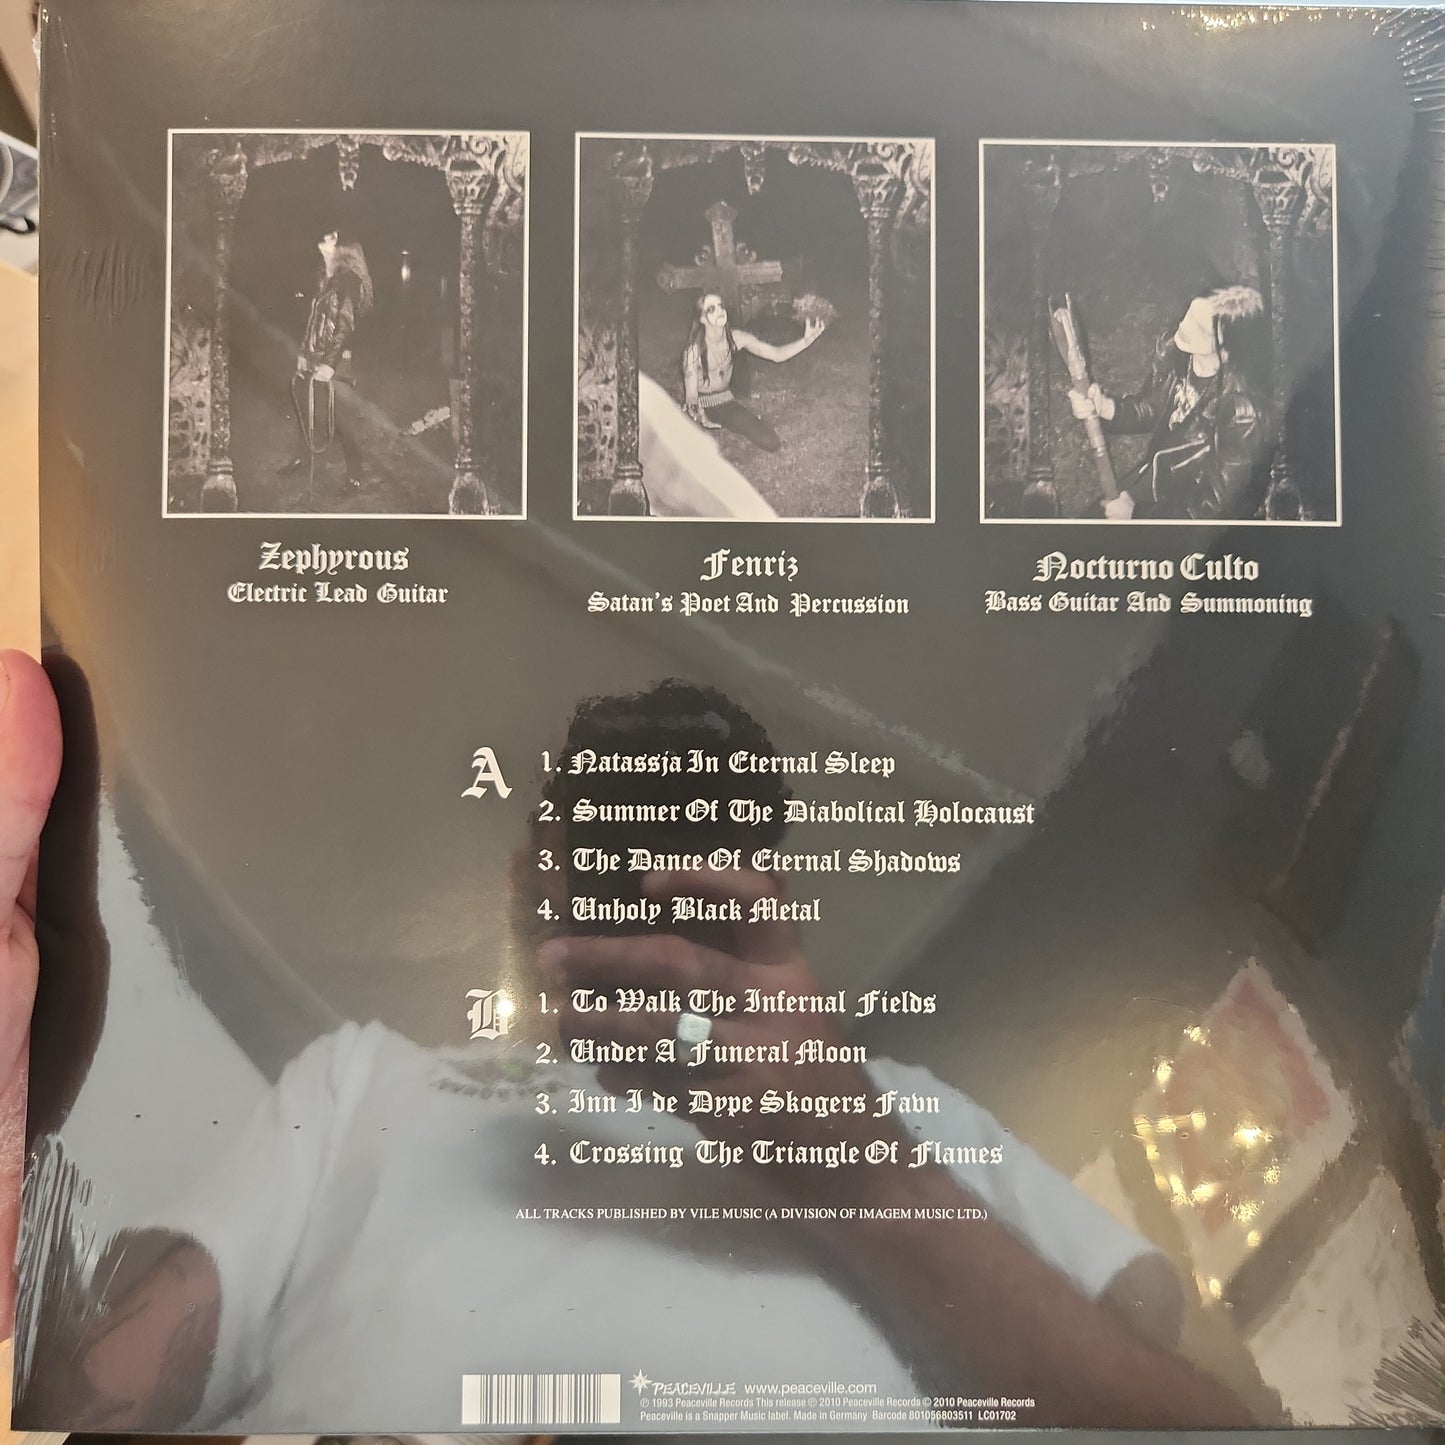 Zephyrous
Electric Lead Guitar
Fenriz
Satan's Poet And Percussion
Nocturno Culto
Bass Guitar And Summoning
A
1. Natassja In Eternal Sleep
2. Summer Of The Diabolical Holocaust
3. The Dance Of Eternal Shadows
4. Unholy Black Metal
B
1. To Walk The Infernal Fields
2. Under A Funeral Moon
3. Inn I de Dype Skogers Favn
4. Crossing The Triangle Of Flames
ALL TRACKS PUBLISHED BY VILE MUSIC (A DIVISION OF IMAGEM MUSIC LTD.)
PEACEVILLE www.peaceville.com
℗ 1993 Peaceville Records This release ℗ 2010 Peaceville Records © 2010 Peaceville Records
Peaceville is a Snapper Music label. Made in Germany Barcode 801056803511 LC01702